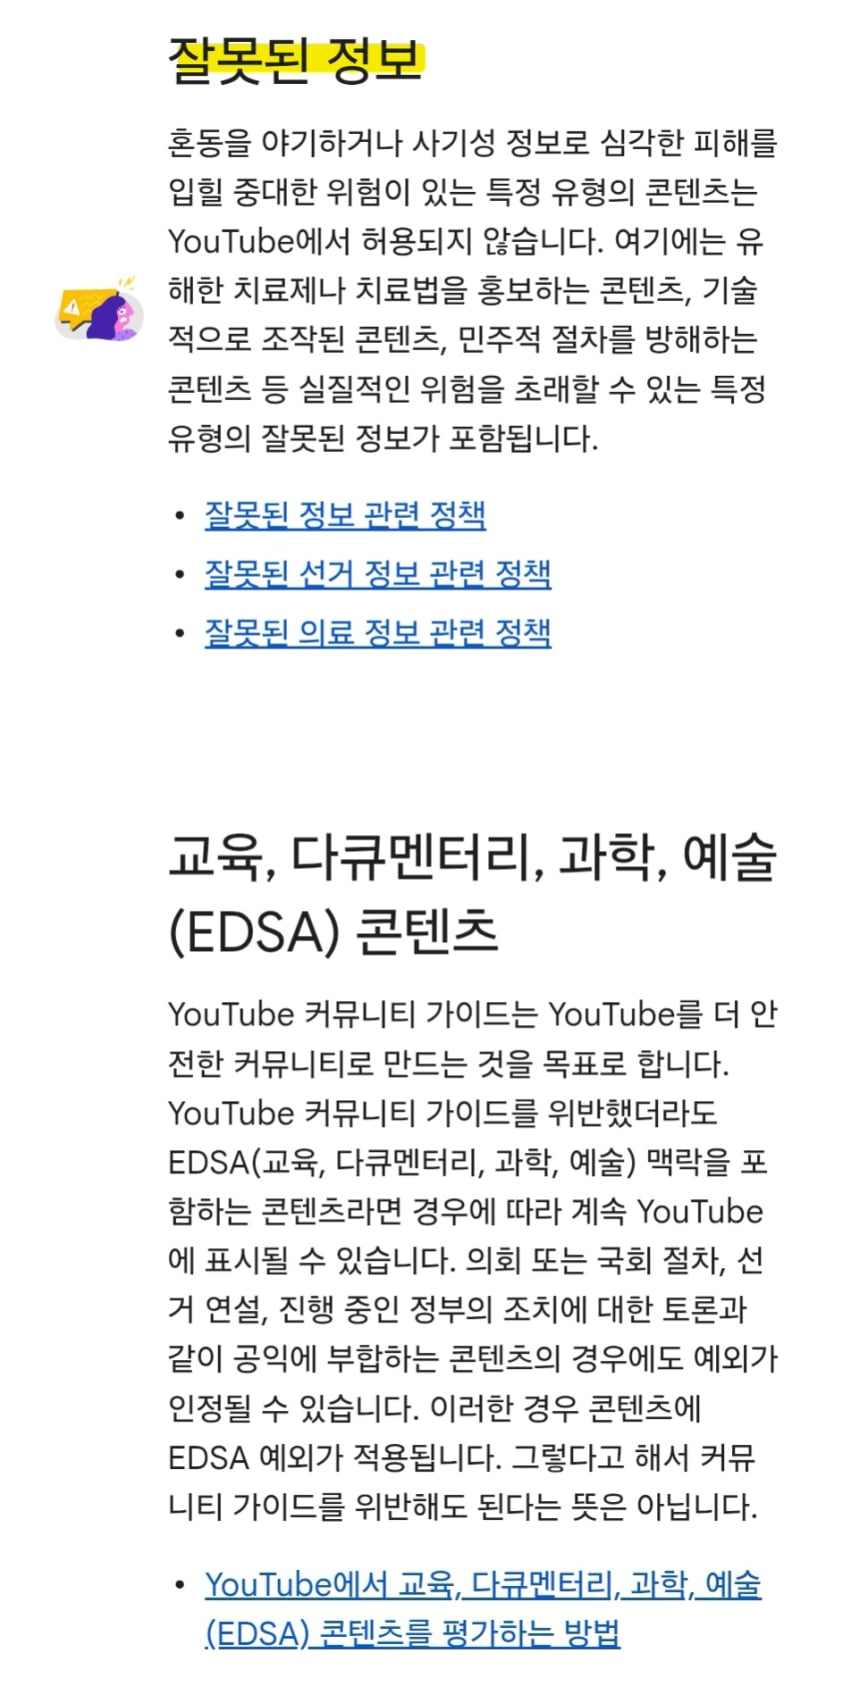 잘못된 정보
혼동을 야기하거나 사기성 정보로 심각한 피해를
입힐 중대한 위험이 있는 특정 유형의 콘텐츠는
YouTube에서 허용되지 않습니다. 여기에는 유
해한 치료제나 치료법을 홍보하는 콘텐츠, 기술
적으로 조작된 콘텐츠, 민주적 절차를 방해하는
콘텐츠 등 실질적인 위험을 초래할 수 있는 특정
유형의 잘못된 정보가 포함됩니다.
• 잘못된 정보 관련 정책
• 잘못된 선거 정보 관련 정책
• 잘못된 의료 정보 관련 정책
교육, 다큐멘터리, 과학, 예술
(EDSA) 콘텐츠
YouTube 커뮤니티 가이드는 YouTube를 더 안
전한 커뮤니티로 만드는 것을 목표로 합니다.
YouTube 커뮤니티 가이드를 위반했더라도
EDSA(교육, 다큐멘터리, 과학, 예술) 맥락을 포
함하는 콘텐츠라면 경우에 따라 계속 YouTube
에 표시될 수 있습니다. 의회 또는 국회 절차, 선
거 연설, 진행 중인 정부의 조치에 대한 토론과
같이 공익에 부합하는 콘텐츠의 경우에도 예외가
인정될 수 있습니다. 이러한 경우 콘텐츠에
EDSA 예외가 적용됩니다. 그렇다고 해서 커뮤
니티 가이드를 위반해도 된다는 뜻은 아닙니다.
• YouTube에서 교육, 다큐멘터리, 과학, 예술
(EDSA) 콘텐츠를 평가하는 방법